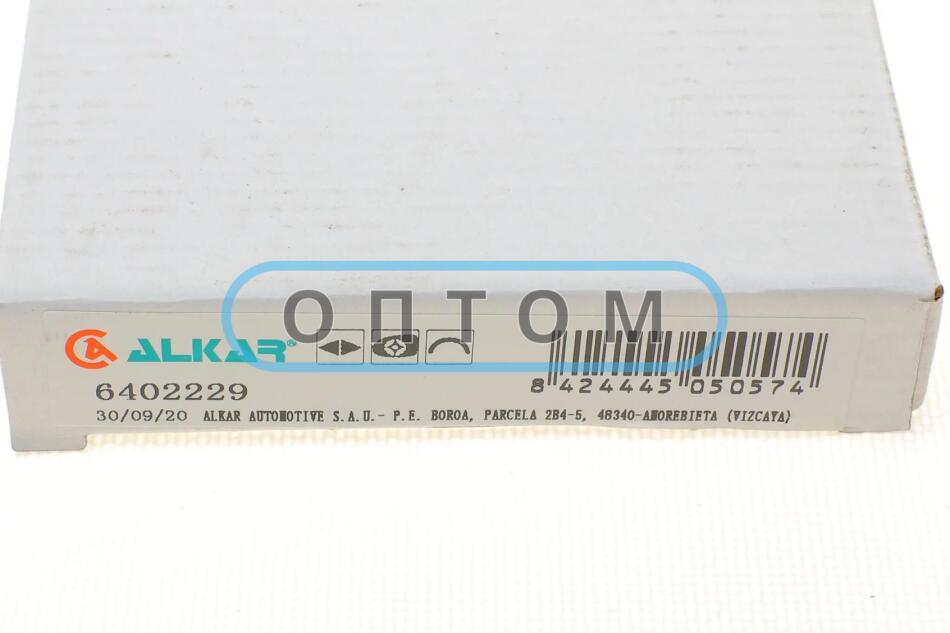 ОПТОМ
ALKAR®
6402229
8 424445 050574
30/09/20 ALKAR AUTOMOTIVE S.A.U.- P.E. BOROA, PARCELA 2B4-5, 48340-AMOREBIETA (VIZCAYA)